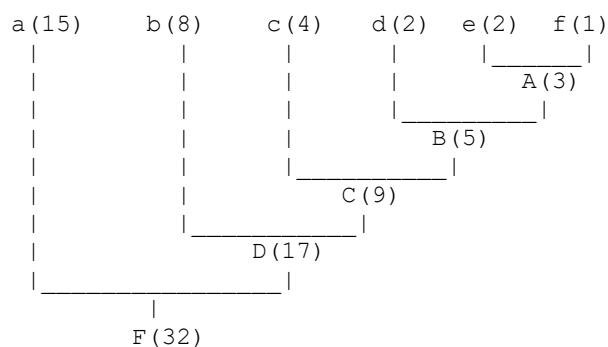 a(15) b(8) c(4) d(2) e(2) f(1)
A(3)
B(5)
C(9)
D(17)
F(32)